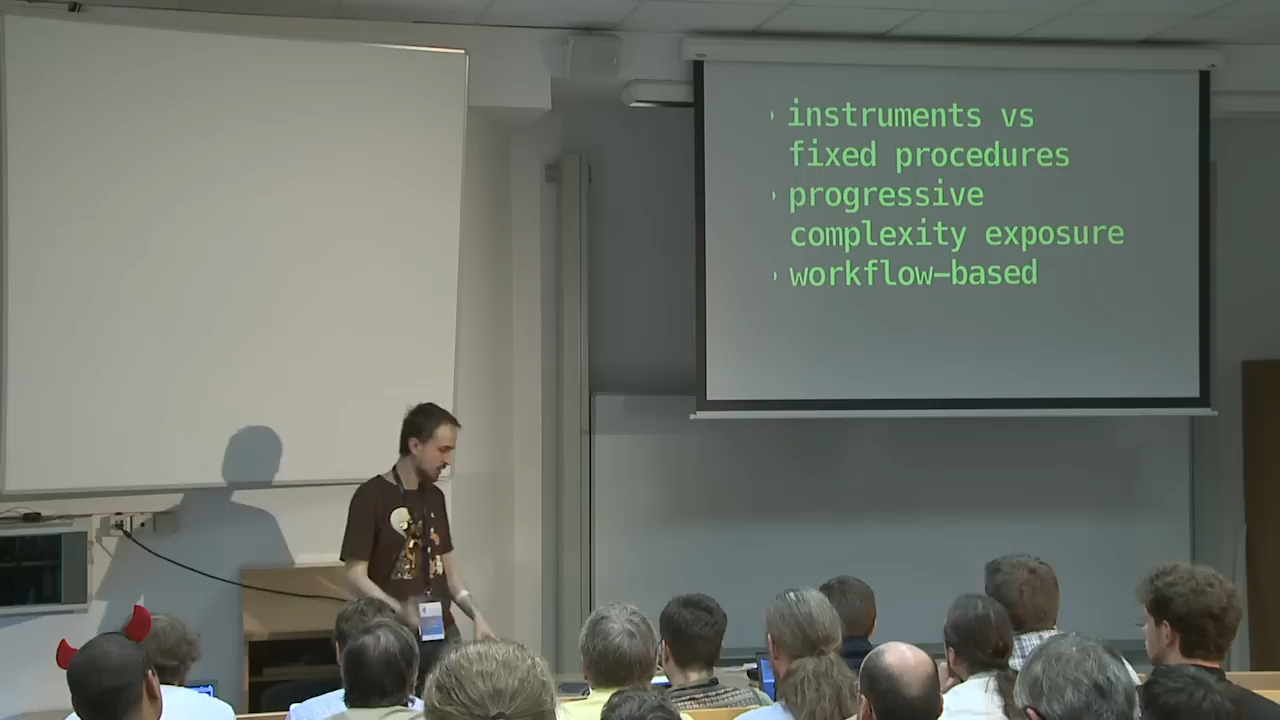 instruments vs
fixed procedures
progressive
complexity exposure
workflow-based